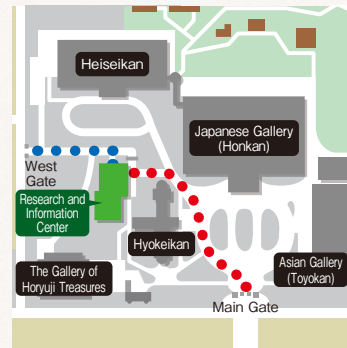 Heiseikan
Japanese Gallery
(Honkan)
West
Gate
Research and
Information
Center
Hyokeikan
The Gallery of
Horyuji Treasures
Asian Gallery
(Toyokan)
Main Gate